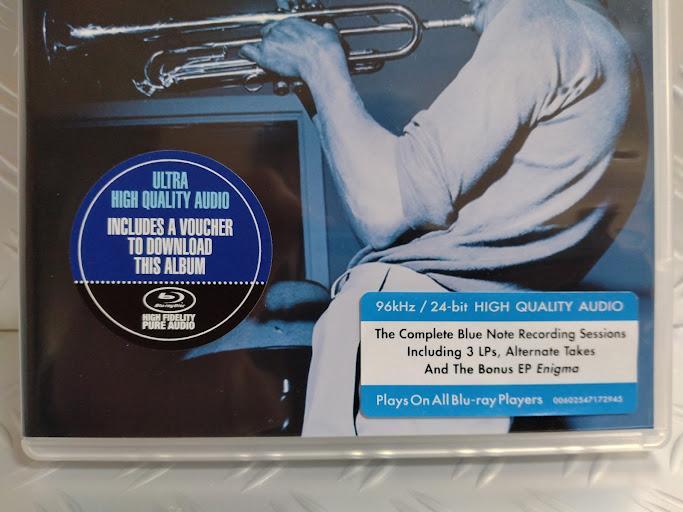 ULTRA
HIGH QUALITY AUDIO
INCLUDES A VOUCHER
TO DOWNLOAD
THIS ALBUM
Blu-ray Disc
HIGH FIDELITY
PURE AUDIO
96kHz / 24-bit HIGH QUALITY AUDIO
The Complete Blue Note Recording Sessions
Including 3 LPs, Alternate Takes
And The Bonus EP Enigma
Plays On All Blu-ray Players 00602547172945